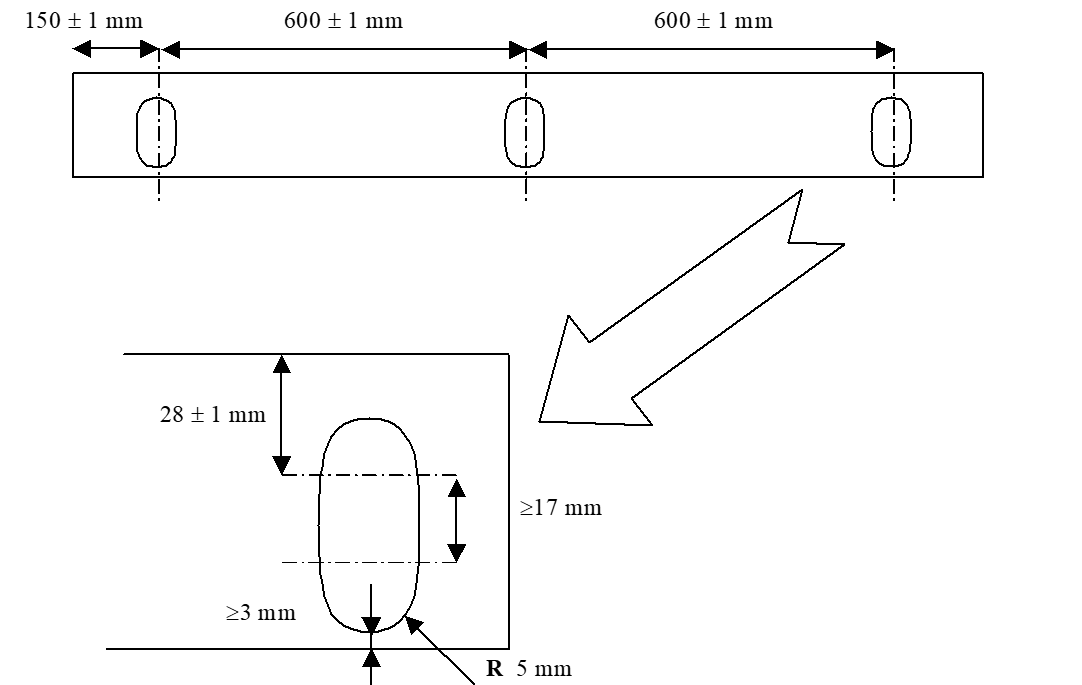 150 ± 1 mm
600 ± 1 mm
600 ± 1 mm
28 ± 1 mm
≥17 mm
≥3 mm
R 5 mm